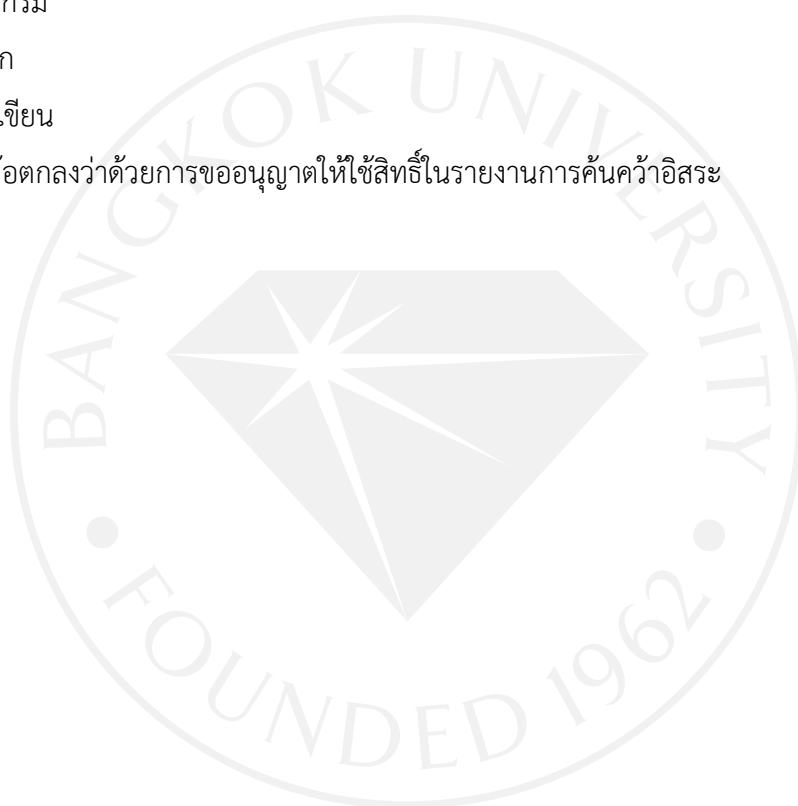 กรม
ก
เขียน
อตกลงว่าด้วยการขออนุญาตให้ใช้สิทธิ์ในรายงานการค้นคว้าอิสระ
BANGKOK UNIVERSITY
FOUNDED 1962